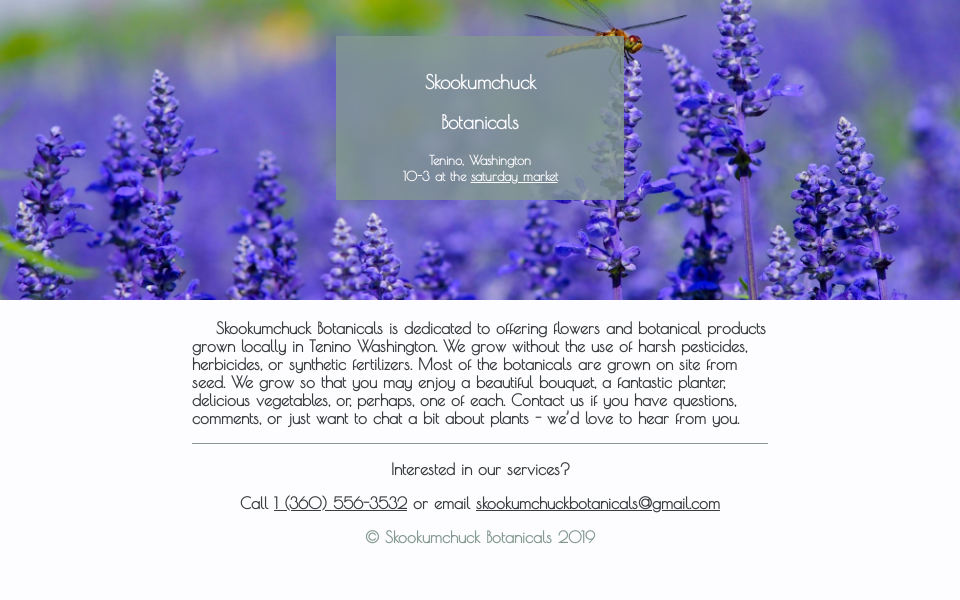 Skookumchuck
Botanicals
Tenino, Washington
10-3 at the saturday market
Skookumchuck Botanicals is dedicated to offering flowers and botanical products
grown locally in Tenino Washington. We grow without the use of harsh pesticides,
herbicides, or synthetic fertilizers. Most of the botanicals are grown on site from
seed. We grow so that you may enjoy a beautiful bouquet, a fantastic planter,
delicious vegetables, or, perhaps, one of each. Contact us if you have questions,
comments, or just want to chat a bit about plants - we'd love to hear from you.
Interested in our services?
Call 1 (360) 556-3532 or email skookumchuckbotanicals@gmail.com
© Skookumchuck Botanicals 2019